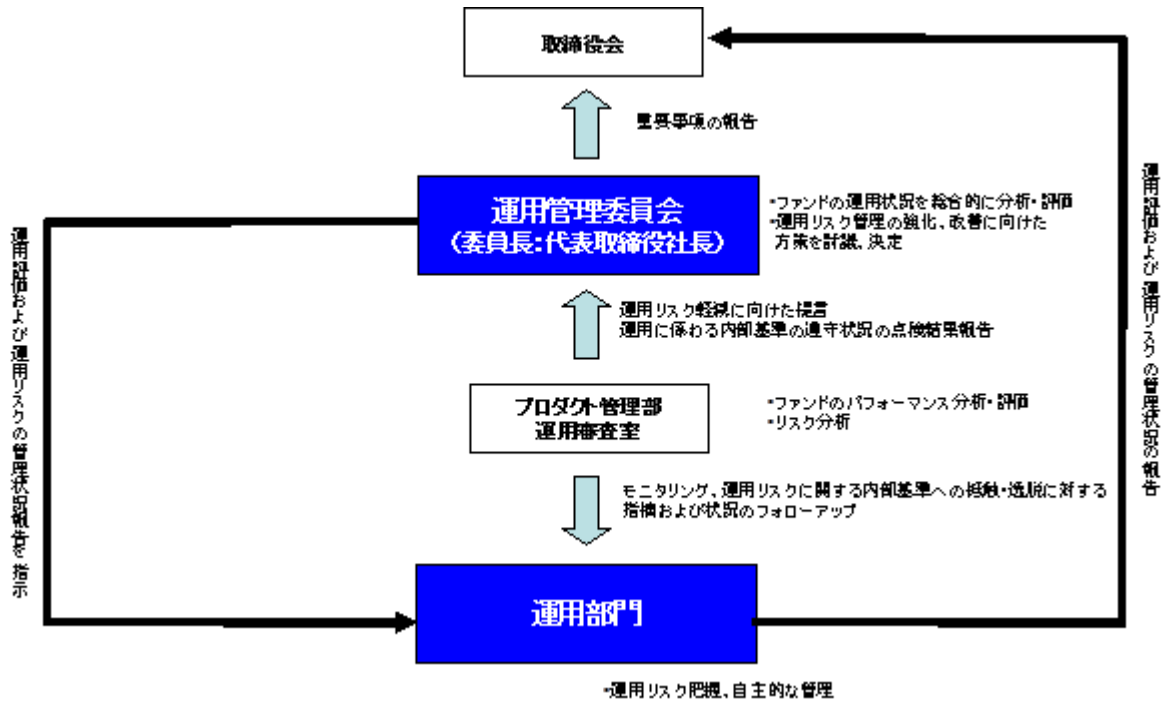 取締役会
重要事項の報告
運用管理委員会
(委員長:代表取締役社長)
・ファンドの運用状況を総合的に分析・評価
・運用リスク管理の強化、改善に向けた
方策を討議、決定
運用リスク軽減に向けた提言
運用に係わる内部基準の遵守状況の点検結果報告
プロダクト管理部
運用審査室
・ファンドのパフォーマンス分析・評価
・リスク分析
モニタリング、運用リスクに関する内部基準への抵触・逸脱に対する
指摘および状況のフォローアップ
運用部門
・運用リスク把握、自主的な管理
運用評価および運用リスクの管理状況報告を指示
運用評価および運用リスクの管理状況の報告